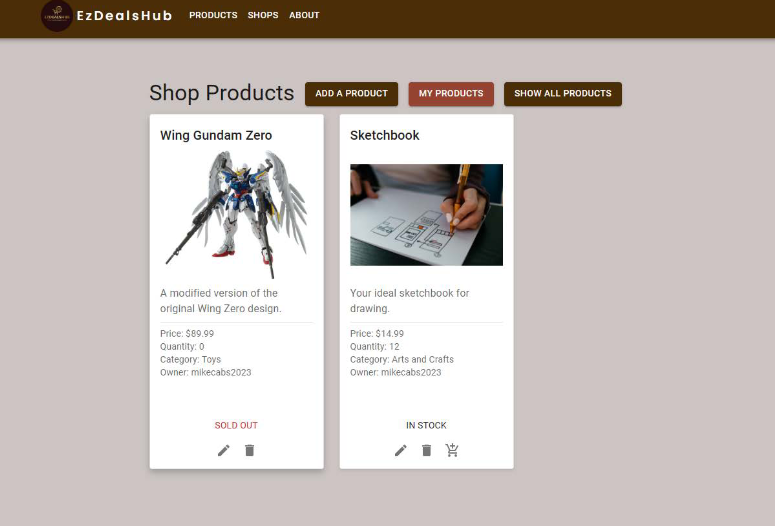 EzDealsHub
PRODUCTS SHOPS ABOUT
Shop Products
ADD A PRODUCT
MY PRODUCTS
SHOW ALL PRODUCTS
Wing Gundam Zero
A modified version of the
original Wing Zero design.
Price: $89.99
Quantity: 0
Category: Toys
Owner: mikecabs2023
SOLD OUT
Sketchbook
Your ideal sketchbook for
drawing.
Price: $14.99
Quantity: 12
Category: Arts and Crafts
Owner: mikecabs2023
IN STOCK